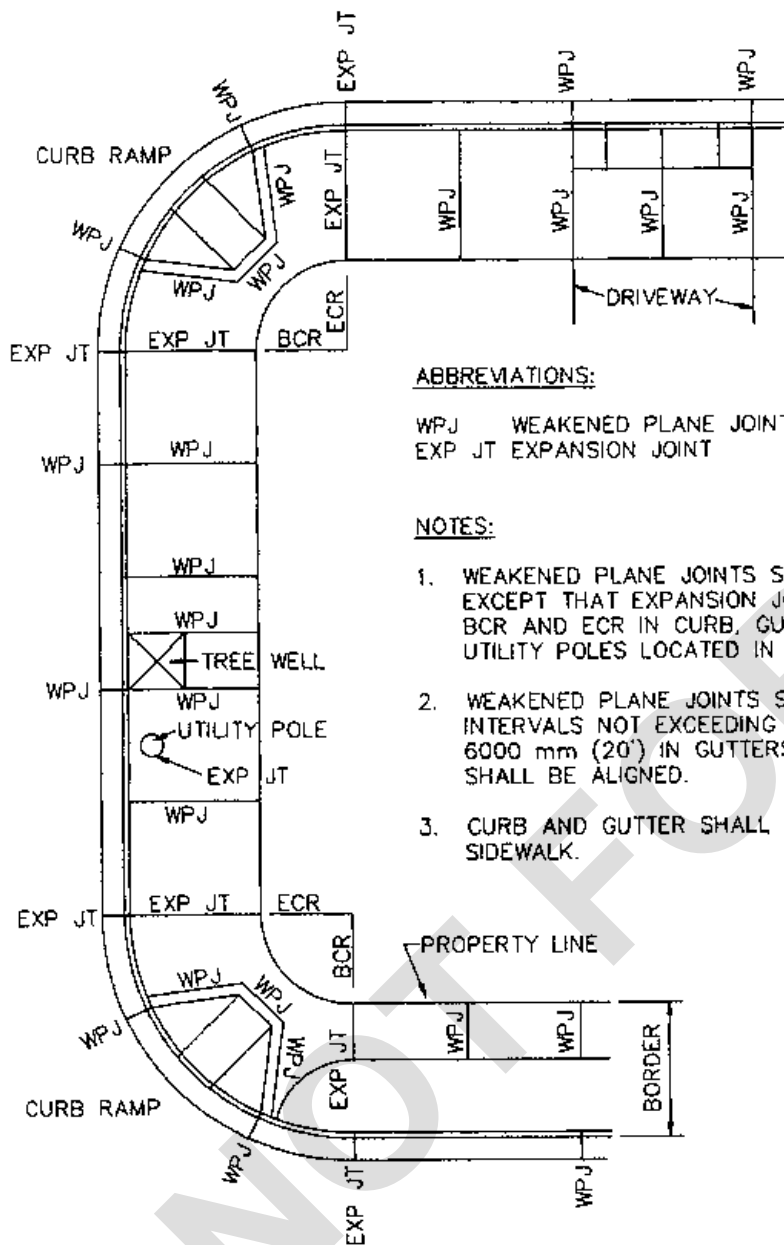 EXP JT
WPJ
WPJ
WPJ
CURB RAMP
WPJ
EXP JT
WPJ
WPJ
WPJ
WPJ
WPJ
WPJ
WPJ
WPJ
DRIVEWAY
ECR
EXP JT
EXP JT
BCR
ABBREVIATIONS:
WPJ WEAKENED PLANE JOINT
EXP JT EXPANSION JOINT
WPJ
WPJ
NOTES:
1. WEAKENED PLANE JOINTS S
EXCEPT THAT EXPANSION JO
BCR AND ECR IN CURB, GU
UTILITY POLES LOCATED IN
WPJ
WPJ
TREE WELL
WPJ
WPJ
2. WEAKENED PLANE JOINTS S
INTERVALS NOT EXCEEDING
6000 mm (20') IN GUTTERS
SHALL BE ALIGNED.
UTILITY POLE
EXP JT
WPJ
3. CURB AND GUTTER SHALL
SIDEWALK.
EXP JT
EXP JT
ECR
BCR
PROPERTY LINE
WPJ
WPJ
WPJ
WPJ
EXP JT
WPJ
WPJ
BORDER
CURB RAMP
WPJ
EXP JT
WPJ
NOT FOR